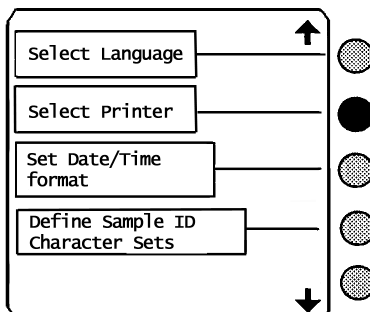 Select Language
Select Printer
Set Date/Time
format
Define Sample ID
Character Sets